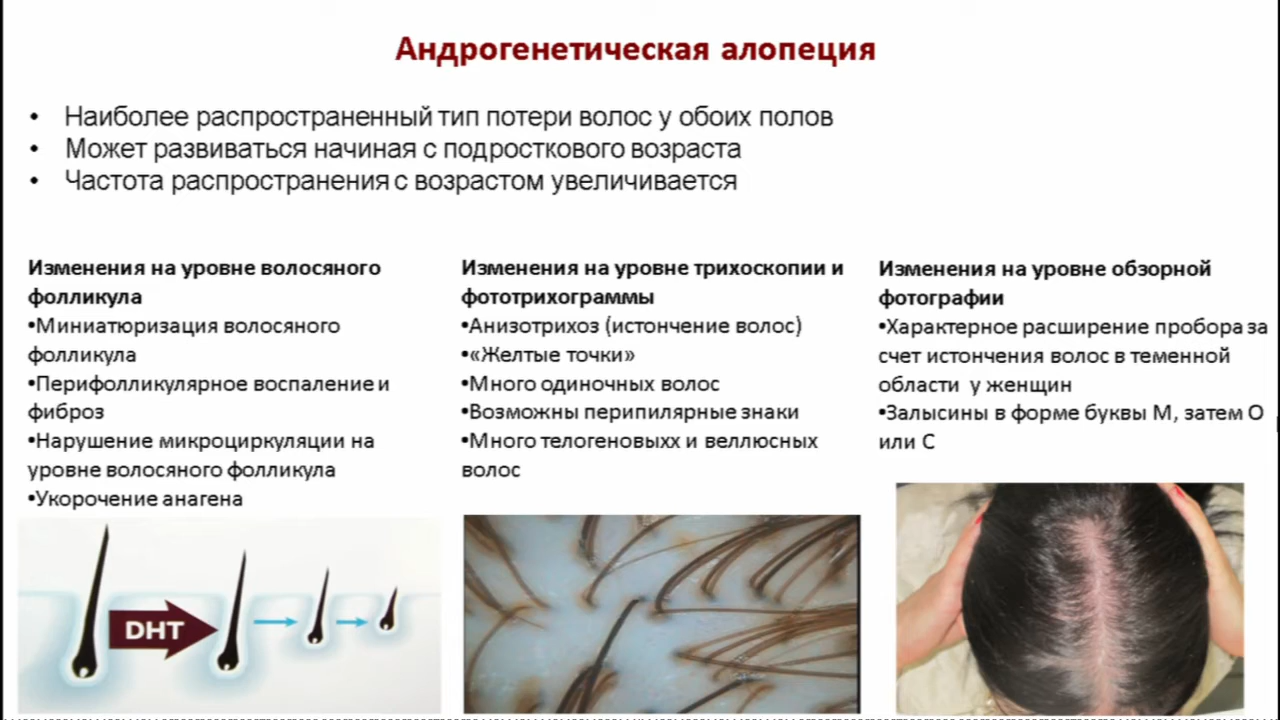 Андрогенетическая алопеция
• Наиболее распространенный тип потери волос у обоих полов
• Может развиваться начиная с подросткового возраста
• Частота распространения с возрастом увеличивается
Изменения на уровне волосяного
фолликула
•Миниатюризация волосяного
фолликула
•Перифолликулярное воспаление и
фиброз
•Нарушение микроциркуляции на
уровне волосяного фолликула
•Укорочение анагена
DHT
Изменения на уровне трихоскопии и
фототрихограммы
•Анизотрихоз (истончение волос)
•«Желтые точки»
•Много одиночных волос
•Возможны перипилярные знаки
•Много телогеновыхх и веллюсных
волос
Изменения на уровне обзорной
фотографии
•Характерное расширение пробора за
счет истончения волос в теменной
области у женщин
•Залысины в форме буквы М, затем О
или С